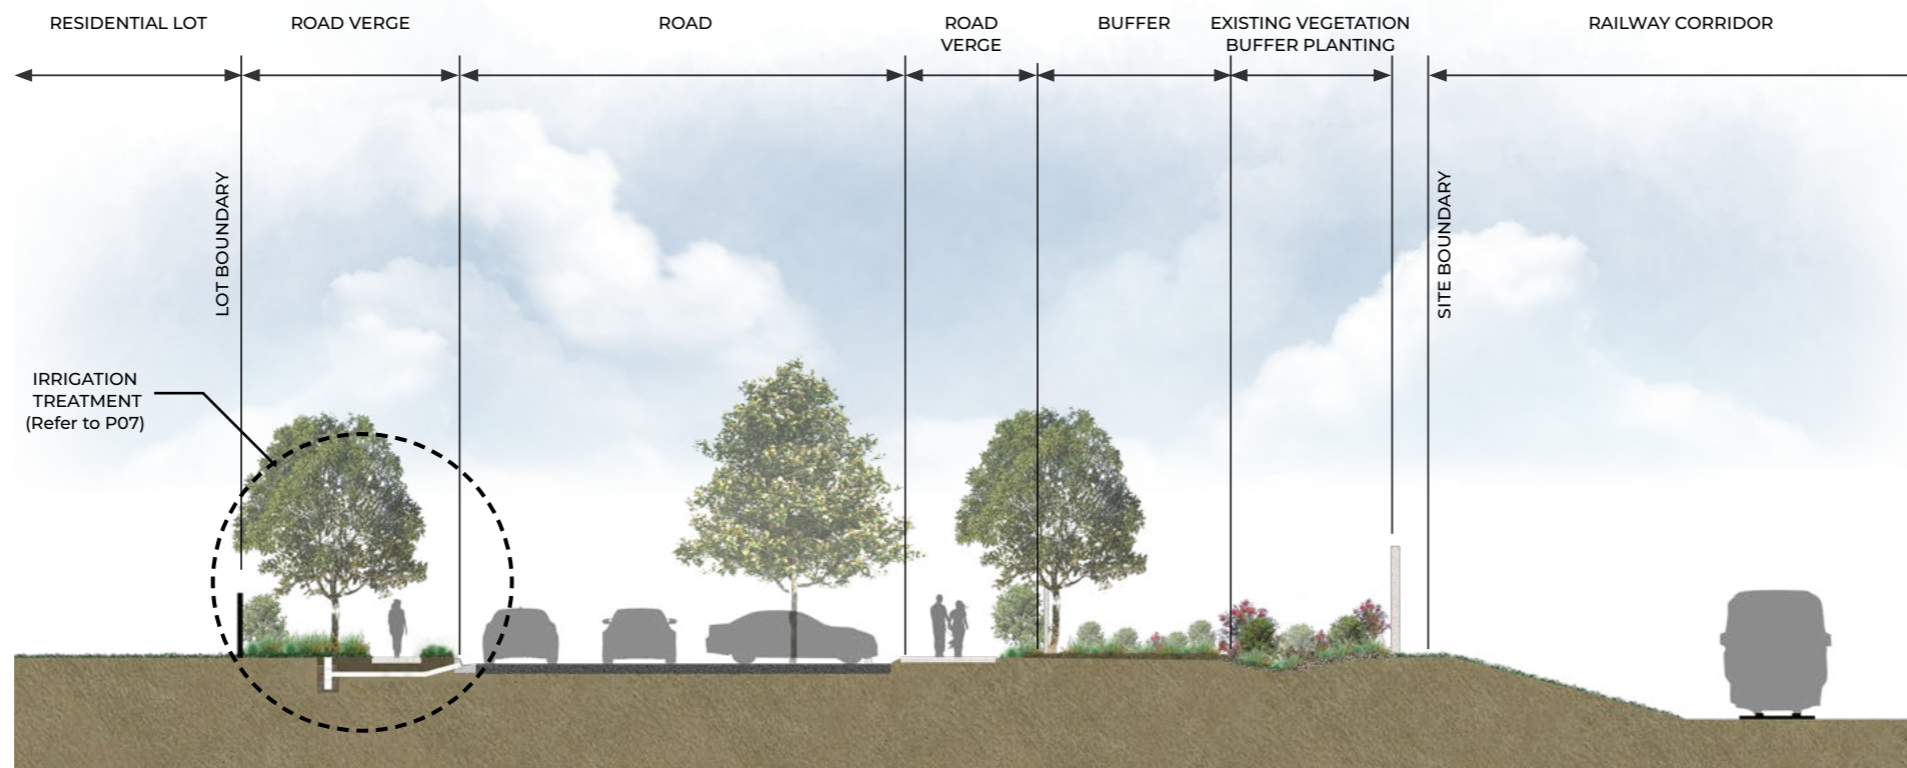 RESIDENTIAL LOT
ROAD VERGE
ROAD
ROAD
VERGE
BUFFER
EXISTING VEGETATION
BUFFER PLANTING
RAILWAY CORRIDOR
LOT BOUNDARY
SITE BOUNDARY
IRRIGATION
TREATMENT
(Refer to P07)